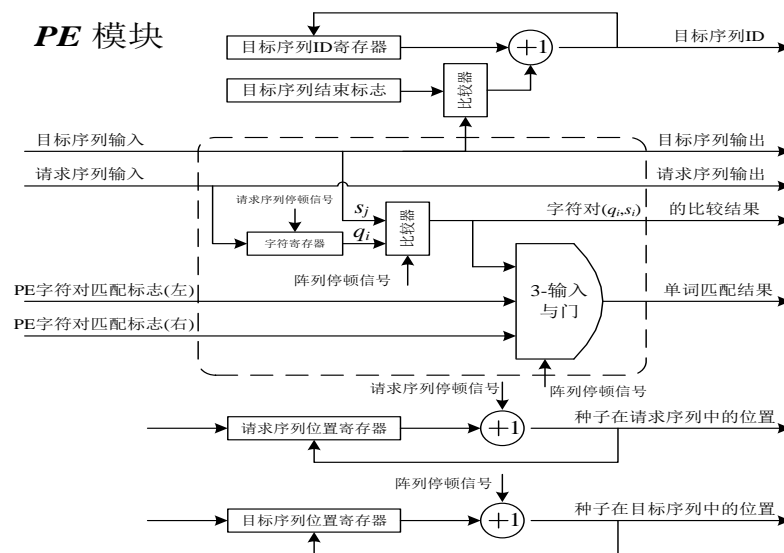 PE 模块
目标序列ID寄存器
+1
目标序列ID
目标序列结束标志
比较器
目标序列输入
目标序列输出
请求序列输入
请求序列输出
请求序列停顿信号
sj
字符对(qi,si) 的比较结果
qi
比较器
字符寄存器
阵列停顿信号
3-输入
与门
PE字符对匹配标志(左)
单词匹配结果
PE字符对匹配标志(右)
请求序列停顿信号
阵列停顿信号
请求序列位置寄存器
+1
种子在请求序列中的位置
阵列停顿信号
目标序列位置寄存器
+1
种子在目标序列中的位置